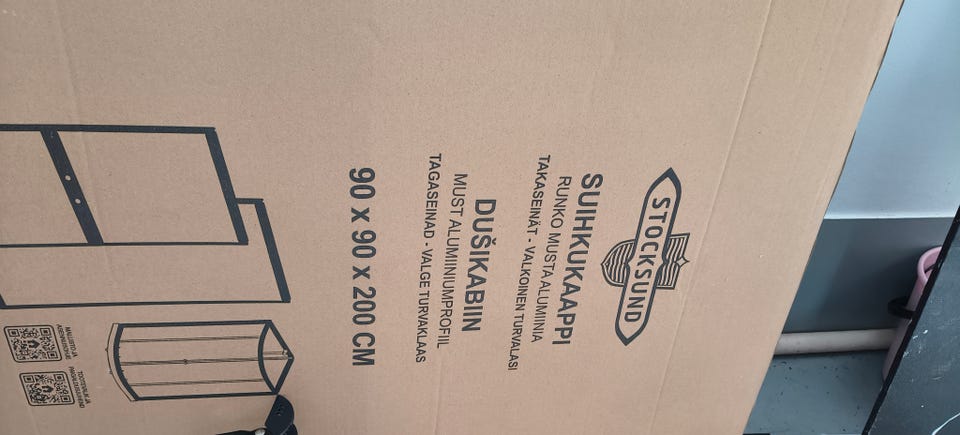 STOCKSUND
SUIHKUKAAPPI
RUNKO MUSTA ALUMIINIA
TAKASEINÄT - VALKOINEN TURVALASI
DUŠIKABIIN
MUST ALUMIINIUMPROFIIL
TAGASEINAD - VALGE TURVAKLAAS
90 x 90 x 200 CM